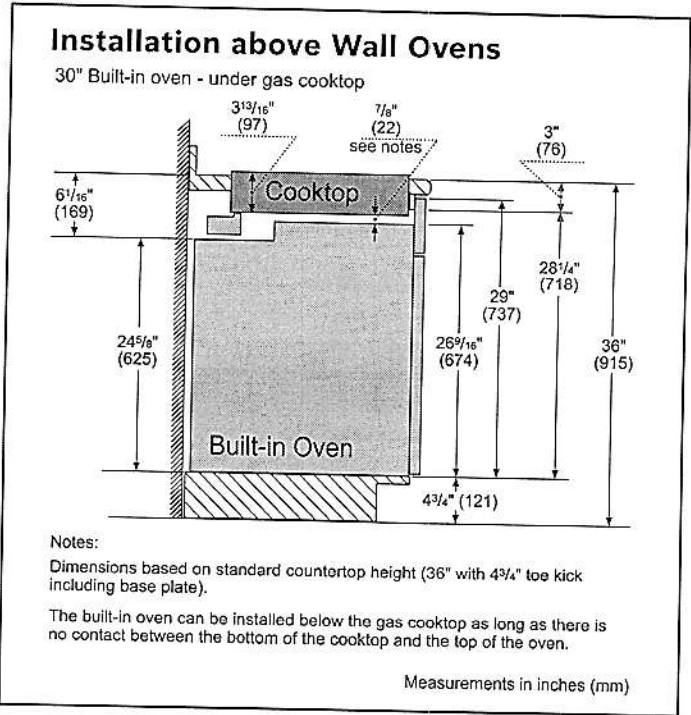 Installation above Wall Ovens
30" Built-in oven - under gas cooktop
3 13/16"
(97)
7/8"
(22)
see notes
3"
(76)
6 1/16"
(169)
Cooktop
28 1/4"
(718)
29"
(737)
24 5/8"
(625)
26 9/16"
(674)
36"
(915)
Built-in Oven
4 3/4" (121)
Notes:
Dimensions based on standard countertop height (36" with 4 3/4" toe kick
including base plate).
The built-in oven can be installed below the gas cooktop as long as there is
no contact between the bottom of the cooktop and the top of the oven.
Measurements in inches (mm)